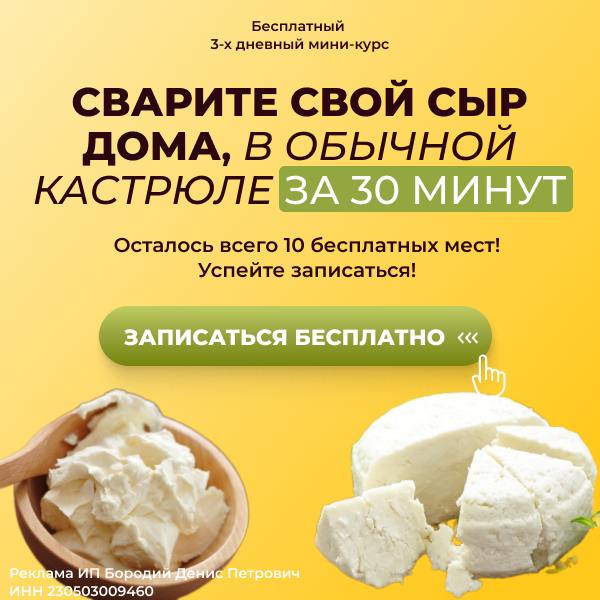 Бесплатный
3-х дневный мини-курс
СВАРИТЕ СВОЙ СЫР
ДОМА, В ОБЫЧНОЙ
КАСТРЮЛЕ ЗА 30 МИНУТ
Осталось всего 10 бесплатных мест!
Успейте записаться!
ЗАПИСАТЬСЯ БЕСПЛАТНО ‹‹‹
Реклама ИП Бородий Денис Петрович
ИНН 230503009460